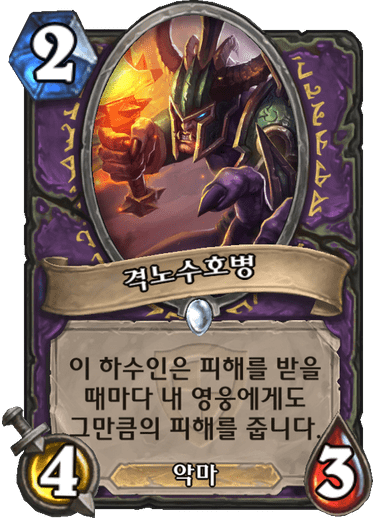 2
격노수호병
이 하수인은 피해를 받을
때마다 내 영웅에게도
그만큼의 피해를 줍니다.
악마
4
3